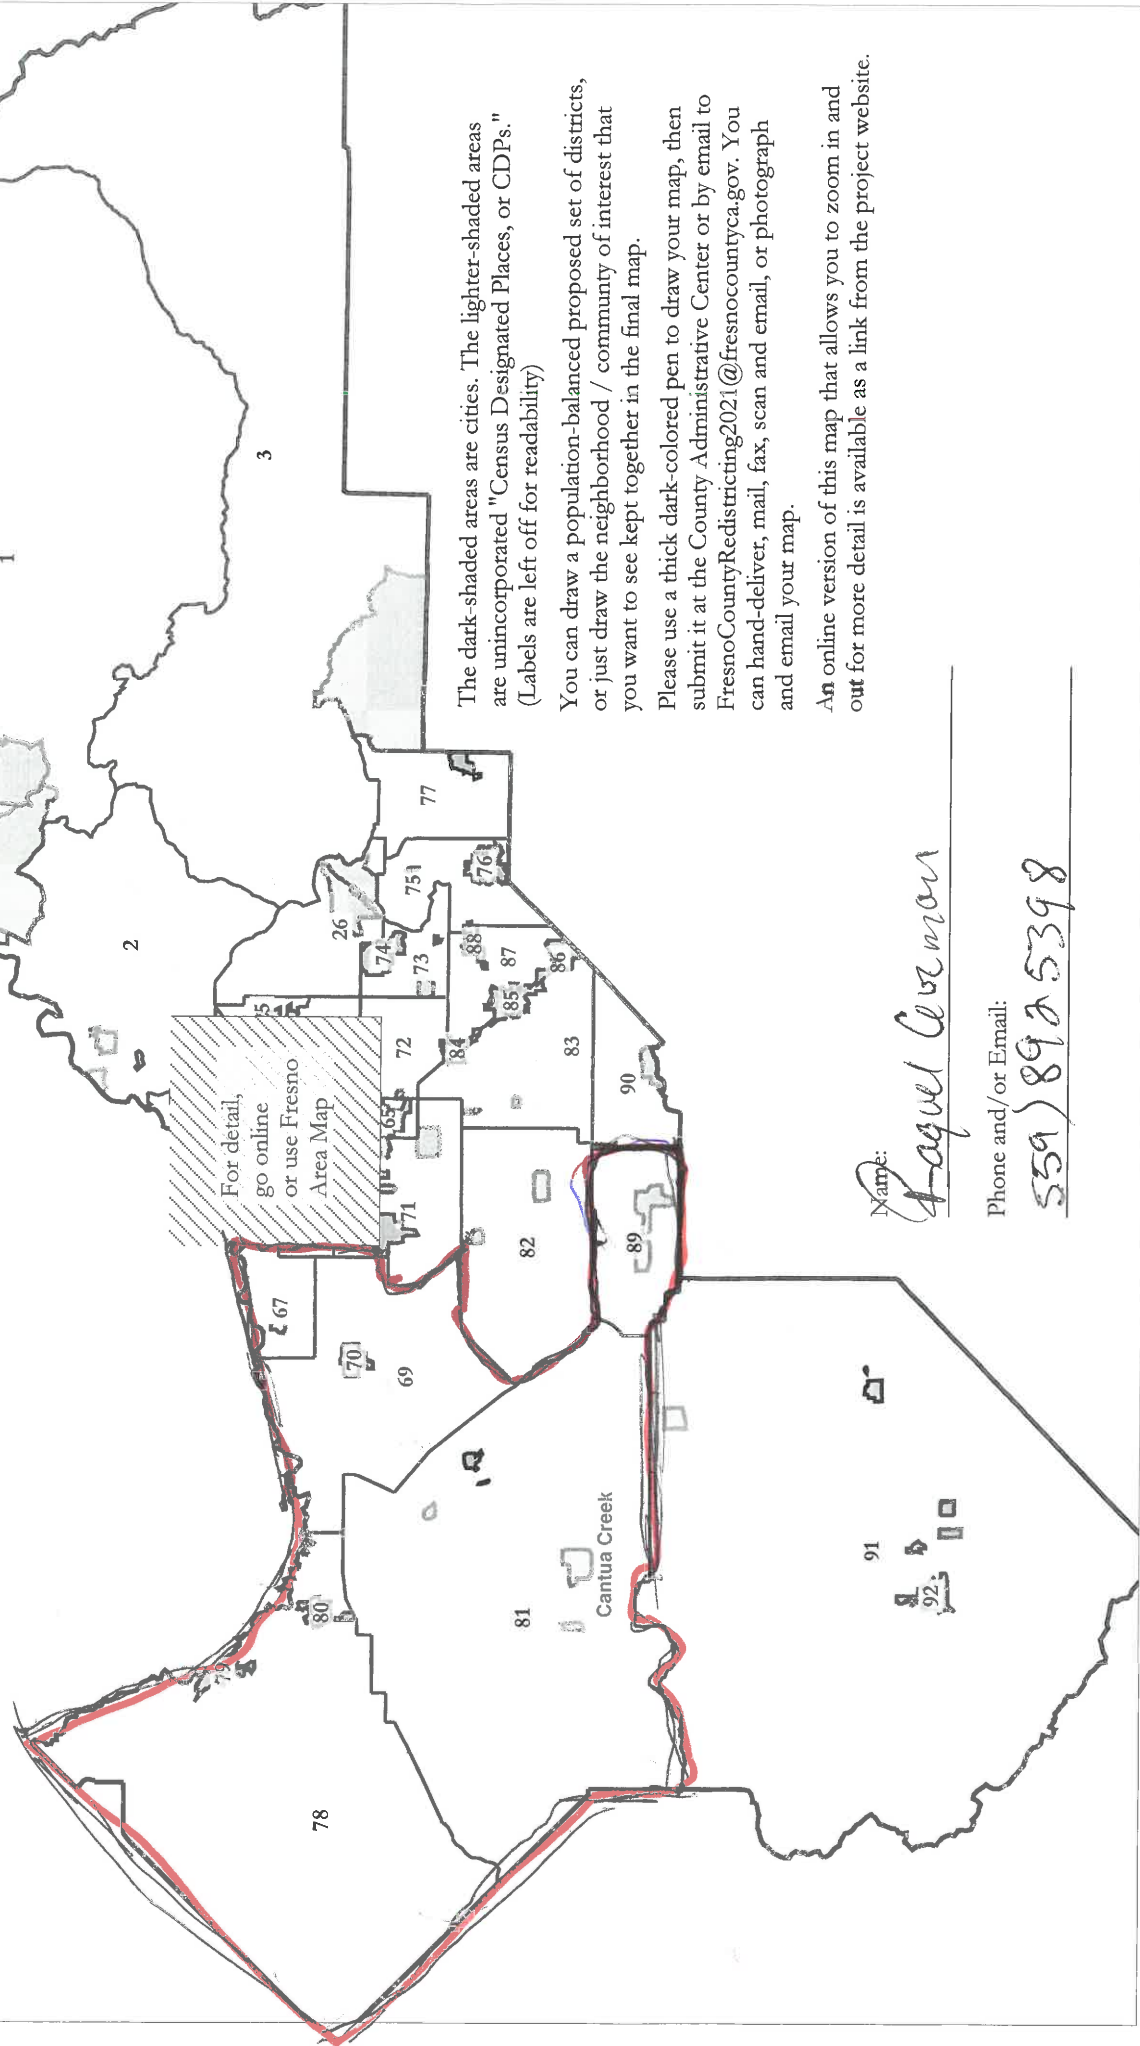 1
2
3
The dark-shaded areas are cities. The lighter-shaded areas
are unincorporated "Census Designated Places, or CDPs."
(Labels are left off for readability)
You can draw a population-balanced proposed set of districts,
or just draw the neighborhood / community of interest that
you want to see kept together in the final map.
Please use a thick dark-colored pen to draw your map, then
submit it at the County Administrative Center or by email to
FresnoCountyRedistricting2021@fresnocountyca.gov. You
can hand-deliver, mail, fax, scan and email, or photograph
and email your map.
An online version of this map that allows you to zoom in and
out for more detail is available as a link from the project website.
For detail,
go online
or use Fresno
Area Map
26
65
67
69
70
71
72
73
74
75
76
77
78
79
80
81
82
83
84
85
86
87
88
89
90
91
92
Cantua Creek
Name:
Raquel
Phone and/or Email:
559) 892 5398